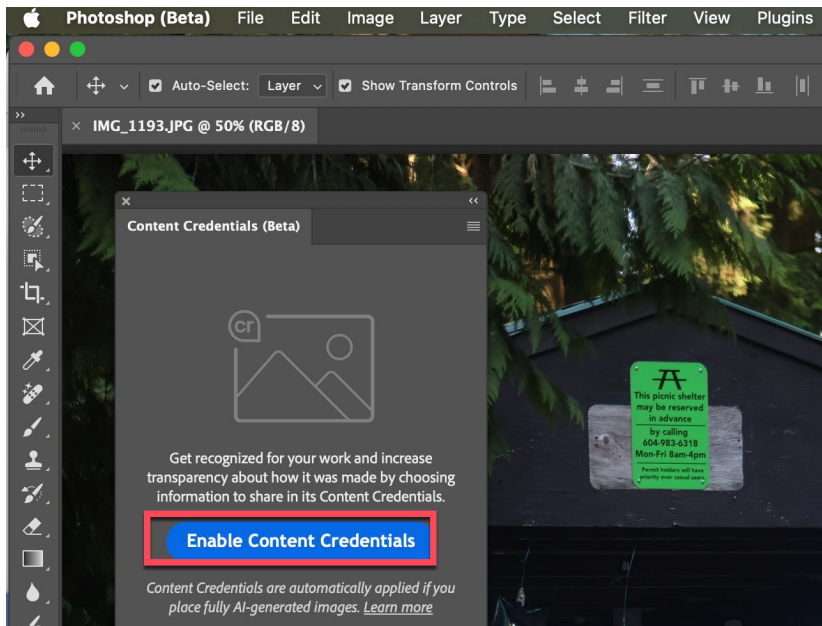 Photoshop (Beta) File Edit Image Layer Type Select Filter View Plugins
Auto-Select: Layer Show Transform Controls
IMG_1193.JPG @ 50% (RGB/8)
Content Credentials (Beta)
cr
Get recognized for your work and increase
transparency about how it was made by choosing
information to share in its Content Credentials.
Enable Content Credentials
Content Credentials are automatically applied if you
place fully AI-generated images. Learn more
This picnic shelter
may be reserved
in advance
by calling
604-983-6318
Mon-Fri 8am-4pm
Permit holders will have
priority over casual users